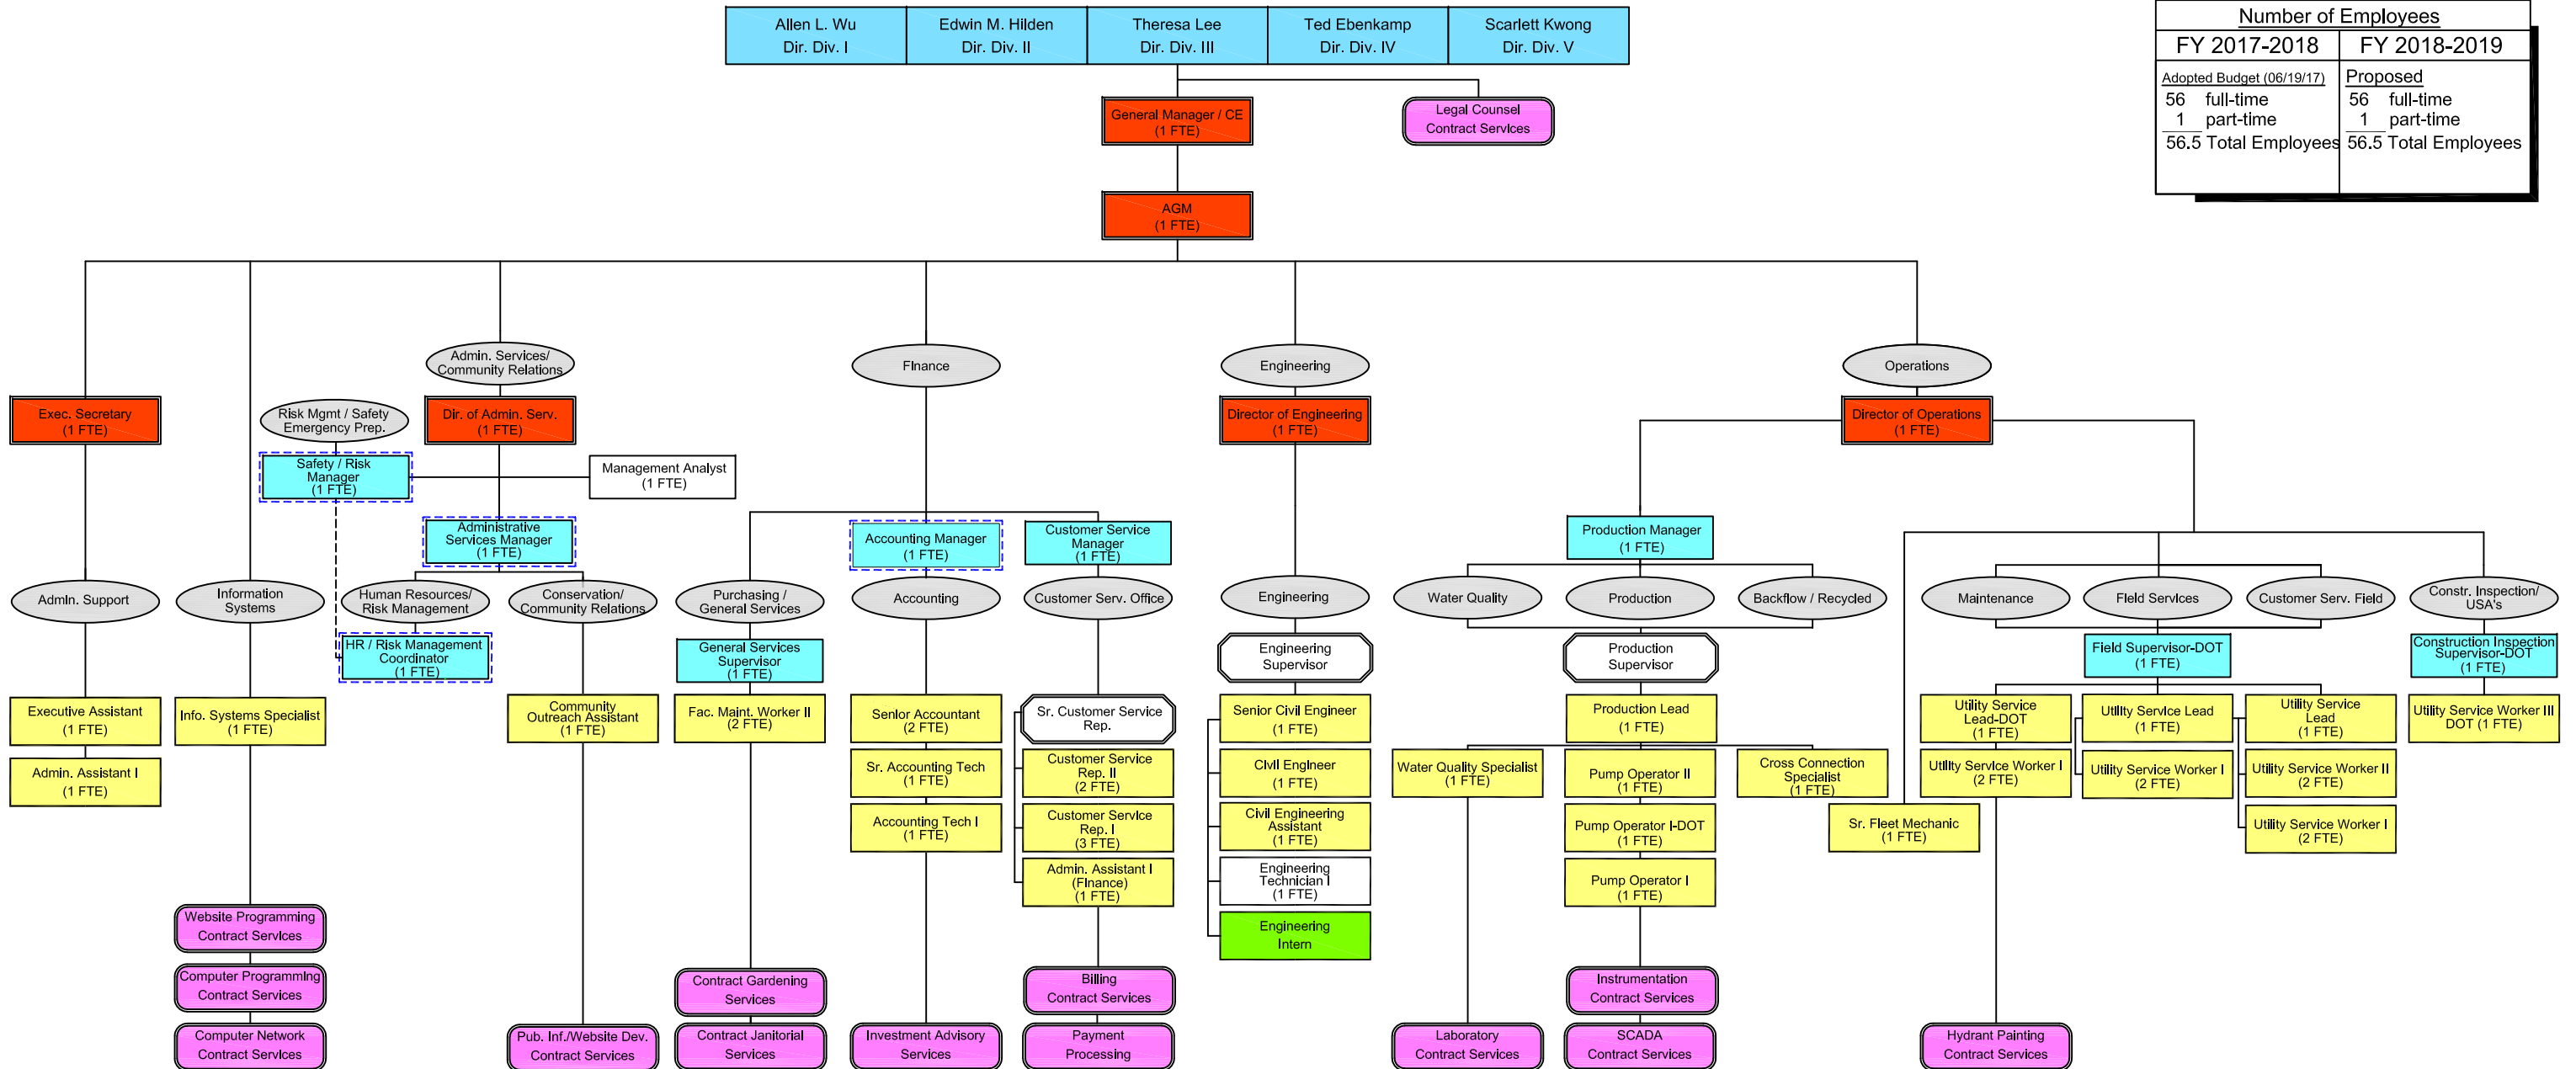 Allen L. Wu
Dir. Div. I
Edwin M. Hilden
Dir. Div. II
Theresa Lee
Dir. Div. III
Ted Ebenkamp
Dir. Div. IV
Scarlett Kwong
Dir. Div. V
Number of Employees
FY 2017-2018
FY 2018-2019
Adopted Budget (06/19/17)
56 full-time
1 part-time
56.5 Total Employees
Proposed
56 full-time
1 part-time
56.5 Total Employees
General Manager / CE
(1 FTE)
Legal Counsel
Contract Services
AGM
(1 FTE)
Admin. Services/
Community Relations
FInance
Engineering
Operations
Exec. Secretary
(1 FTE)
Risk Mgmt / Safety
Emergency Prep.
Dir. of Admin. Serv.
(1 FTE)
Director of Engineering
(1 FTE)
Director of Operations
(1 FTE)
Safety / Risk
Manager
(1 FTE)
Management Analyst
(1 FTE)
Administrative
Services Manager
(1 FTE)
Accounting Manager
(1 FTE)
Customer Service
Manager
(1 FTE)
Production Manager
(1 FTE)
AdmIn. Support
Information
Systems
Human Resources/
Risk Management
Conservation/
Community Relations
Purchasing /
General Services
Accounting
Customer Serv. Office
Engineering
Water Quality
Production
Backflow / Recycled
Maintenance
FIeld ServIces
Customer Serv. Field
Constr. Inspection/
USA's
HR / Risk Management
Coordinator
(1 FTE)
General Services
Supervisor
(1 FTE)
Engineering
Supervisor
Production
Supervisor
Field Supervisor-DOT
(1 FTE)
Construction Inspection
Supervisor-DOT
(1 FTE)
Executive Assistant
(1 FTE)
Info. Systems Specialist
(1 FTE)
Community
Outreach Assistant
(1 FTE)
Fac. Maint. Worker II
(2 FTE)
SenIor Accountant
(2 FTE)
Sr. Customer Service
Rep.
Senior Civil Engineer
(1 FTE)
Production Lead
(1 FTE)
Utility Service
Lead-DOT
(1 FTE)
UtIlIty ServIce Lead
(1 FTE)
Utility Service
Lead
(1 FTE)
Utility Service Worker III
DOT (1 FTE)
Admin. Assistant I
(1 FTE)
Sr. Accounting Tech
(1 FTE)
Customer Service
Rep. II
(2 FTE)
CIvIl EngIneer
(1 FTE)
Water Quality Specialist
(1 FTE)
Pump Operator II
(1 FTE)
Cross Connection
Specialist
(1 FTE)
UtIlIty ServIce Worker I
(2 FTE)
Utility Service Worker I
(2 FTE)
Utility Service Worker II
(2 FTE)
Accounting Tech I
(1 FTE)
Customer ServIce
Rep. I
(3 FTE)
Civil Engineering
Assistant
(1 FTE)
Pump Operator I-DOT
(1 FTE)
Sr. Fleet Mechanic
(1 FTE)
Utility Service Worker I
(2 FTE)
Admin. Assistant I
(FInance)
(1 FTE)
Engineering
Technician I
(1 FTE)
Pump Operator I
(1 FTE)
Website Programming
Contract Services
Engineering
Intern
Computer ProgrammIng
Contract Services
Contract Gardening
Services
Billing
Contract Services
Instrumentation
Contract Services
Computer Network
Contract Services
Pub. Inf./Website Dev.
Contract Services
Contract Janitorial
Services
Investment Advisory
Services
Payment
Processing
Laboratory
Contract Services
SCADA
Contract Services
Hydrant Painting
Contract Services